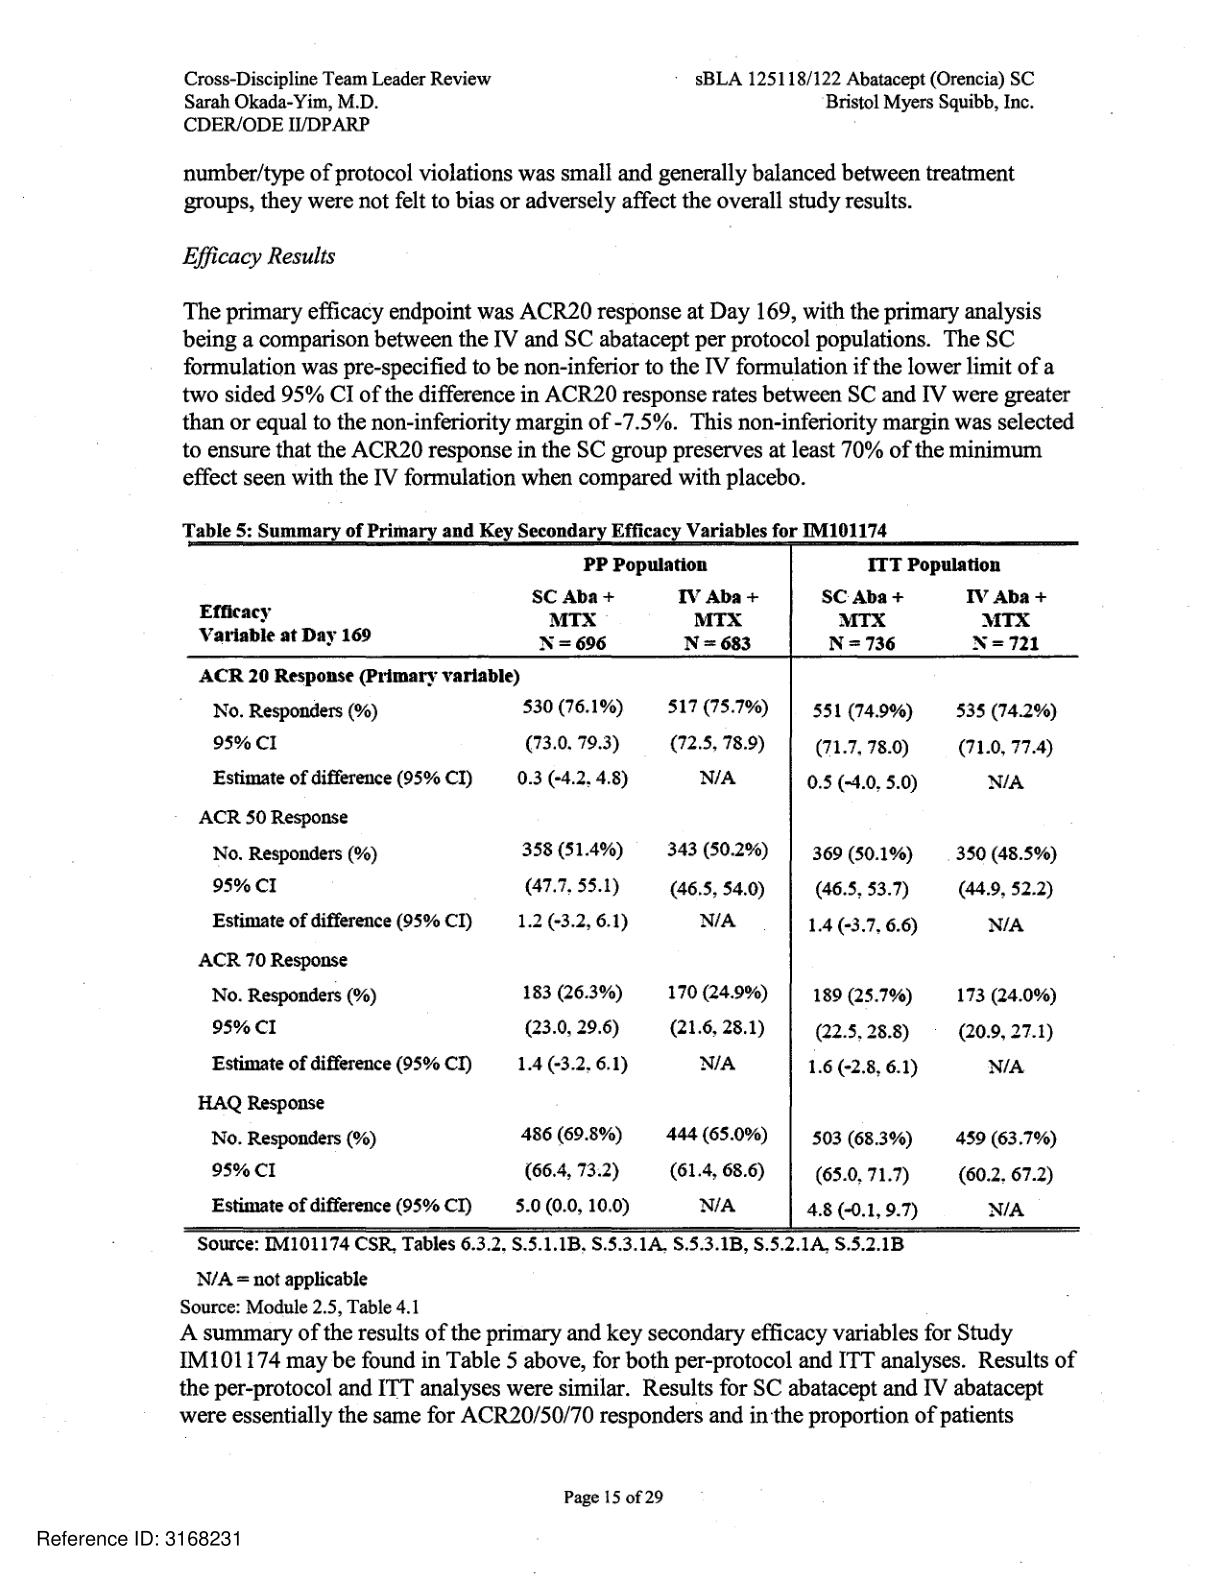 Cross-Discipline Team Leader Review sBLA 125118/122 Abatacept (Orencia) SC
Sarah Okada-Yim, M.D. Bristol Myers Squibb, Inc.
CDER/ODE II/DPARP
number/type of protocol violations was small and generally balanced between treatment
groups, they were not felt to bias or adversely affect the overall study results.
Efficacy Results
The primary efficacy endpoint was ACR20 response at Day 169, with the primary analysis
being a comparison between the IV and SC abatacept per protocol populations. The SC
formulation was pre-specified to be non-inferior to the IV formulation if the lower limit of a
two sided 95% CI of the difference in ACR20 response rates between SC and IV were greater
than or equal to the non-inferiority margin of -7.5%. This non-inferiority margin was selected
to ensure that the ACR20 response in the SC group preserves at least 70% of the minimum
effect seen with the IV formulation when compared with placebo.
Table 5: Summary of Primary and Key Secondary Efficacy Variables for IM101174
PP Population ITT Population
SC Aba + IV Aba + SC Aba + IV Aba +
Efficacy MTX MTX MTX MTX
Variable at Day 169 N = 696 N = 683 N = 736 N = 721
ACR 20 Response (Primary variable)
No. Responders (%) 530 (76.1%) 517 (75.7%) 551 (74.9%) 535 (74.2%)
95% CI (73.0, 79.3) (72.5, 78.9) (71.7, 78.0) (71.0, 77.4)
Estimate of difference (95% CI) 0.3 (-4.2, 4.8) N/A 0.5 (-4.0, 5.0) N/A
ACR 50 Response
No. Responders (%) 358 (51.4%) 343 (50.2%) 369 (50.1%) 350 (48.5%)
95% CI (47.7, 55.1) (46.5, 54.0) (46.5, 53.7) (44.9, 52.2)
Estimate of difference (95% CI) 1.2 (-3.2, 6.1) N/A 1.4 (-3.7, 6.6) N/A
ACR 70 Response
No. Responders (%) 183 (26.3%) 170 (24.9%) 189 (25.7%) 173 (24.0%)
95% CI (23.0, 29.6) (21.6, 28.1) (22.5, 28.8) (20.9, 27.1)
Estimate of difference (95% CI) 1.4 (-3.2, 6.1) N/A 1.6 (-2.8, 6.1) N/A
HAQ Response
No. Responders (%) 486 (69.8%) 444 (65.0%) 503 (68.3%) 459 (63.7%)
95% CI (66.4, 73.2) (61.4, 68.6) (65.0, 71.7) (60.2, 67.2)
Estimate of difference (95% CI) 5.0 (0.0, 10.0) N/A 4.8 (-0.1, 9.7) N/A
Source: IM101174 CSR, Tables 6.3.2, S.5.1.1B, S.5.3.1A, S.5.3.1B, S.5.2.1A, S.5.2.1B
N/A = not applicable
Source: Module 2.5, Table 4.1
A summary of the results of the primary and key secondary efficacy variables for Study
IM101174 may be found in Table 5 above, for both per-protocol and ITT analyses. Results of
the per-protocol and ITT analyses were similar. Results for SC abatacept and IV abatacept
were essentially the same for ACR20/50/70 responders and in the proportion of patients
Page 15 of 29
Reference ID: 3168231